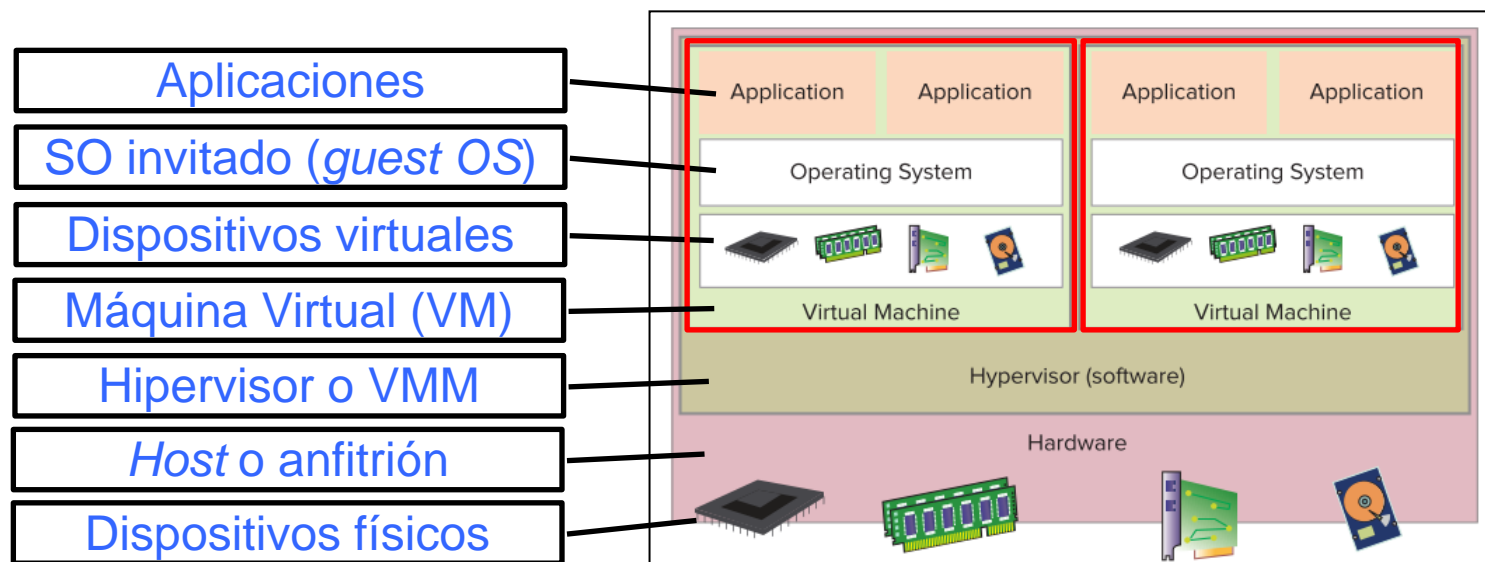 Aplicaciones
SO invitado (guest OS)
Dispositivos virtuales
Máquina Virtual (VM)
Hipervisor o VMM
Host o anfitrión
Dispositivos físicos
Application Application Application Application
Operating System Operating System
Virtual Machine Virtual Machine
Hypervisor (software)
Hardware